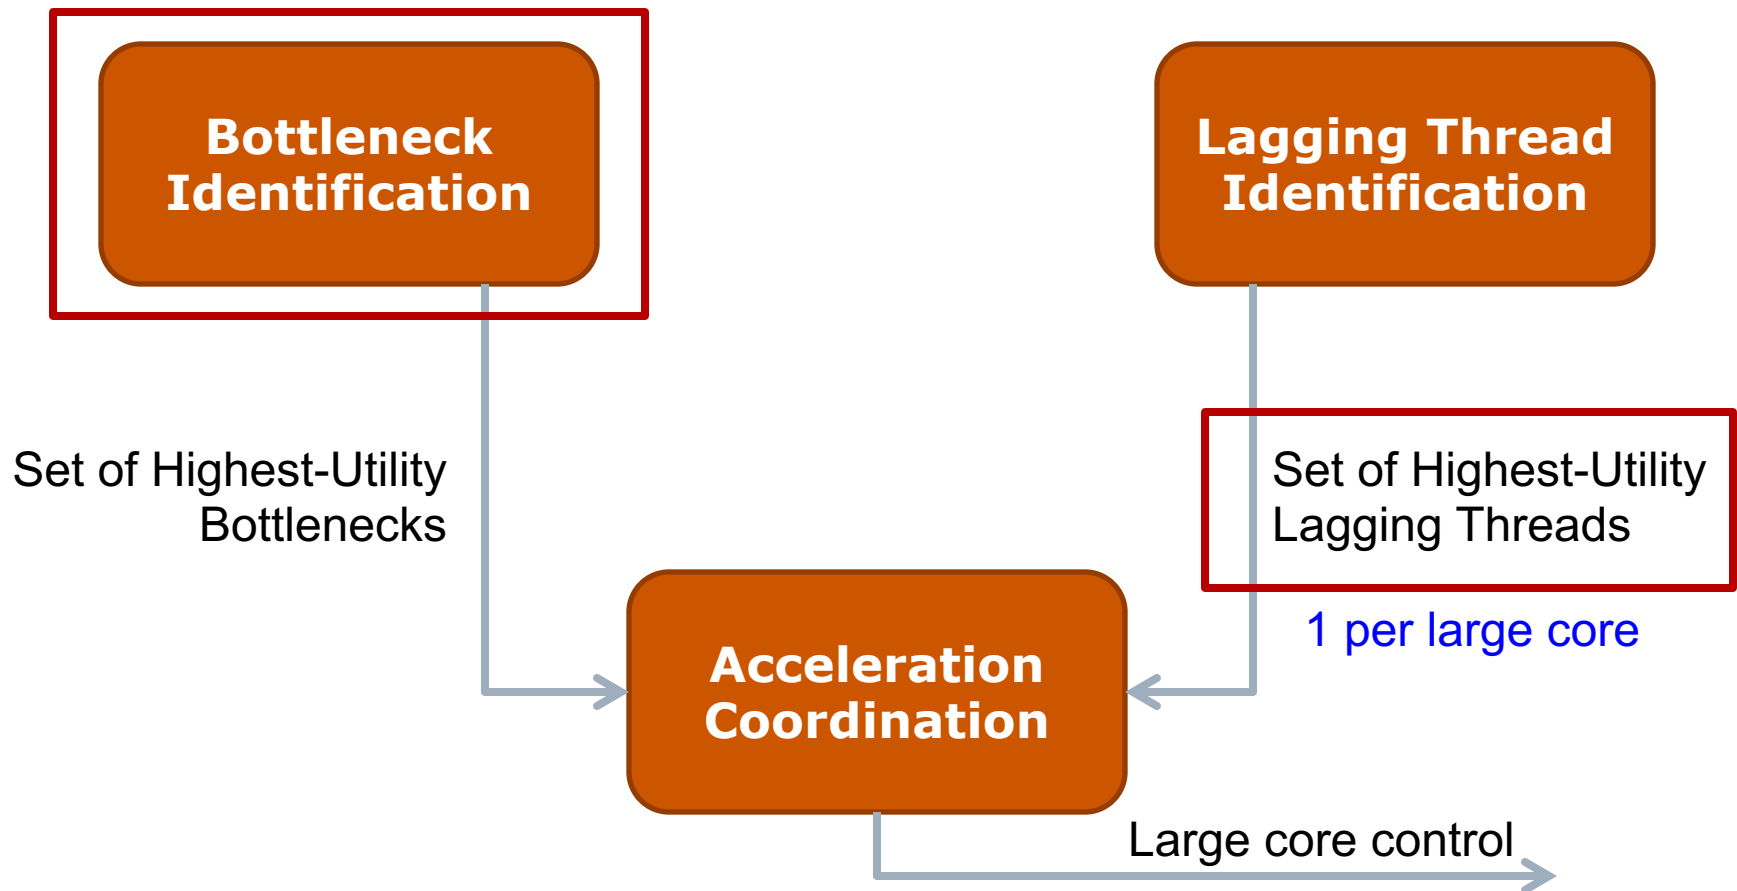 Bottleneck
Identification
Lagging Thread
Identification
Set of Highest-Utility
Bottlenecks
Set of Highest-Utility
Lagging Threads
1 per large core
Acceleration
Coordination
Large core control